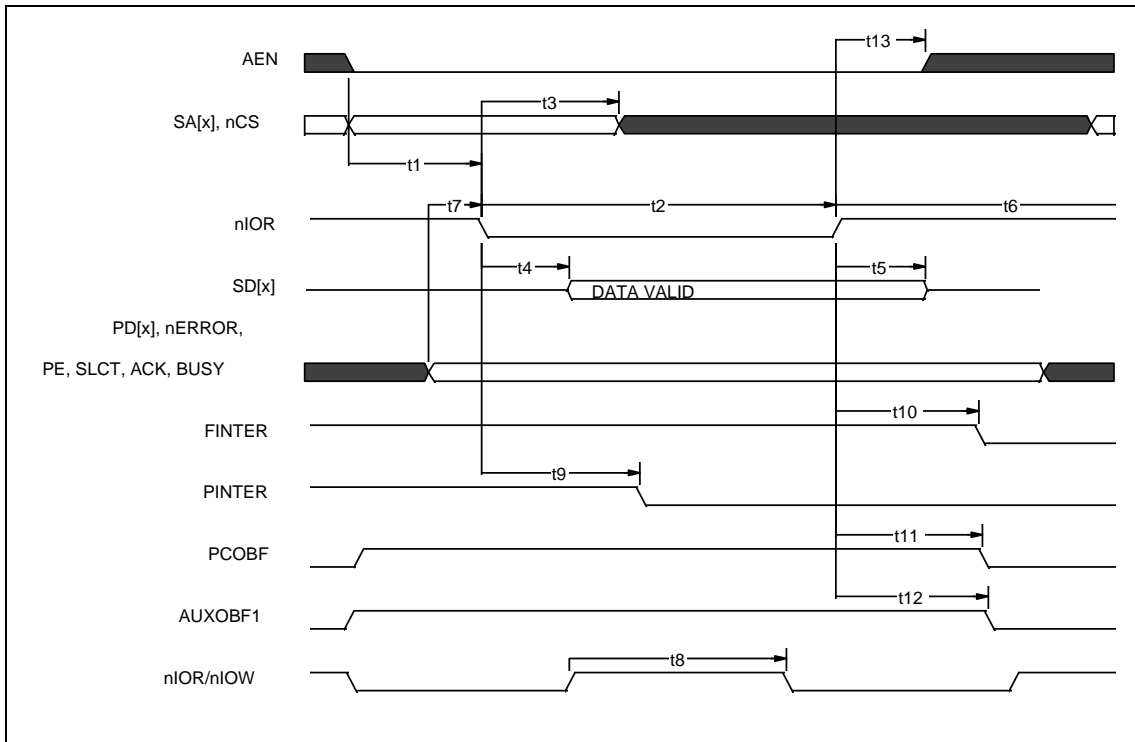 AEN
t13
SA[x], nCS
t3
t1
t7
t2
t6
nIOR
t4
t5
SD[x]
DATA VALID
PD[x], nERROR,
PE, SLCT, ACK, BUSY
t10
FINTER
t9
PINTER
t11
PCOBF
t12
AUXOBF1
t8
nIOR/nIOW